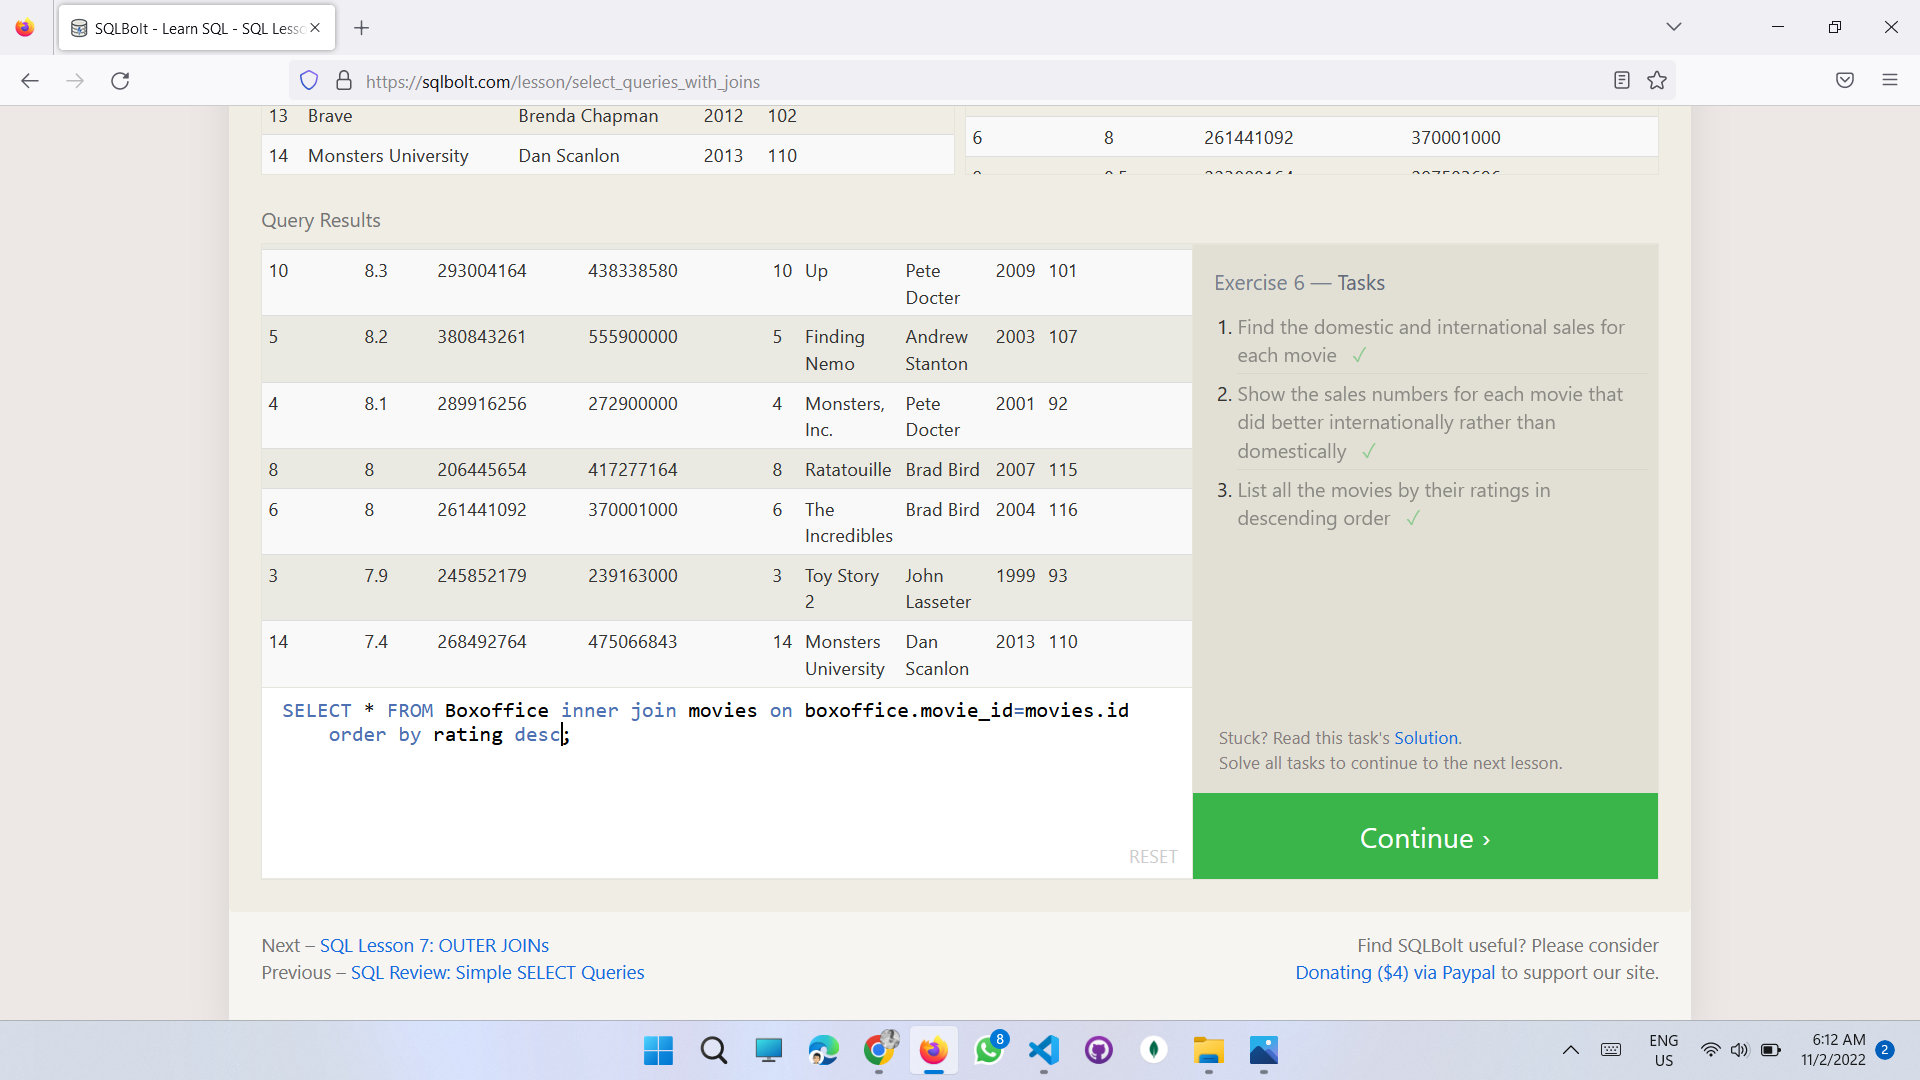 SQLBolt - Learn SQL - SQL Lesso
https://sqlbolt.com/lesson/select_queries_with_joins
13 Brave Brenda Chapman 2012 102
14 Monsters University Dan Scanlon 2013 110
6 8 261441092 370001000
Query Results
10 8.3 293004164 438338580 10 Up Pete Docter 2009 101
5 8.2 380843261 555900000 5 Finding Nemo Andrew Stanton 2003 107
4 8.1 289916256 272900000 4 Monsters, Inc. Pete Docter 2001 92
8 8 206445654 417277164 8 Ratatouille Brad Bird 2007 115
6 8 261441092 370001000 6 The Incredibles Brad Bird 2004 116
3 7.9 245852179 239163000 3 Toy Story 2 John Lasseter 1999 93
14 7.4 268492764 475066843 14 Monsters University Dan Scanlon 2013 110
SELECT * FROM Boxoffice inner join movies on boxoffice.movie_id=movies.id
order by rating desc;
RESET
Exercise 6 — Tasks
1. Find the domestic and international sales for
each movie ✓
2. Show the sales numbers for each movie that
did better internationally rather than
domestically ✓
3. List all the movies by their ratings in
descending order ✓
Stuck? Read this task's Solution.
Solve all tasks to continue to the next lesson.
Continue ›
Next – SQL Lesson 7: OUTER JOINs
Previous – SQL Review: Simple SELECT Queries
Find SQLBolt useful? Please consider
Donating ($4) via Paypal to support our site.
8
ENG
US
6:12 AM
11/2/2022
2